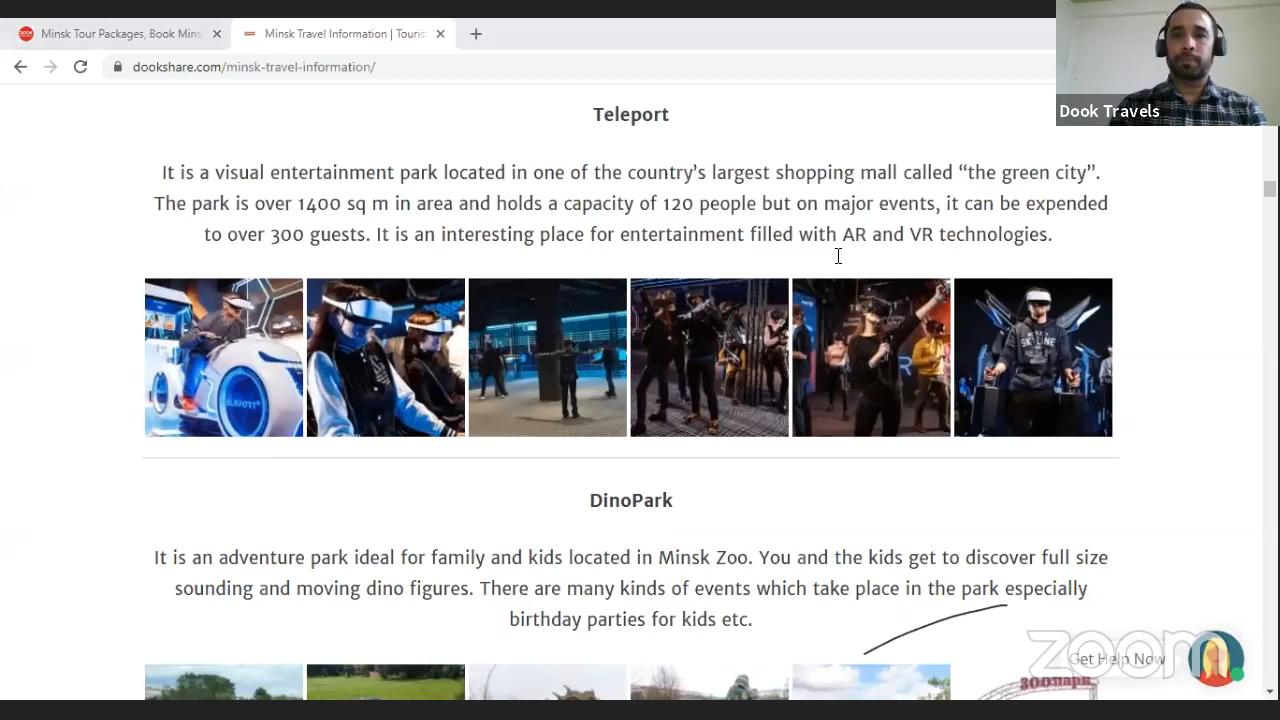 Minsk Tour Packages, Book Mins
Minsk Travel Information | Touris
dookshare.com/minsk-travel-information/
Dook Travels
Teleport
It is a visual entertainment park located in one of the country’s largest shopping mall called “the green city”.
The park is over 1400 sq m in area and holds a capacity of 120 people but on major events, it can be expended
to over 300 guests. It is an interesting place for entertainment filled with AR and VR technologies.
SKYLINE
DinoPark
It is an adventure park ideal for family and kids located in Minsk Zoo. You and the kids get to discover full size
sounding and moving dino figures. There are many kinds of events which take place in the park especially
birthday parties for kids etc.
zoom
Get Help Now
зоопарк